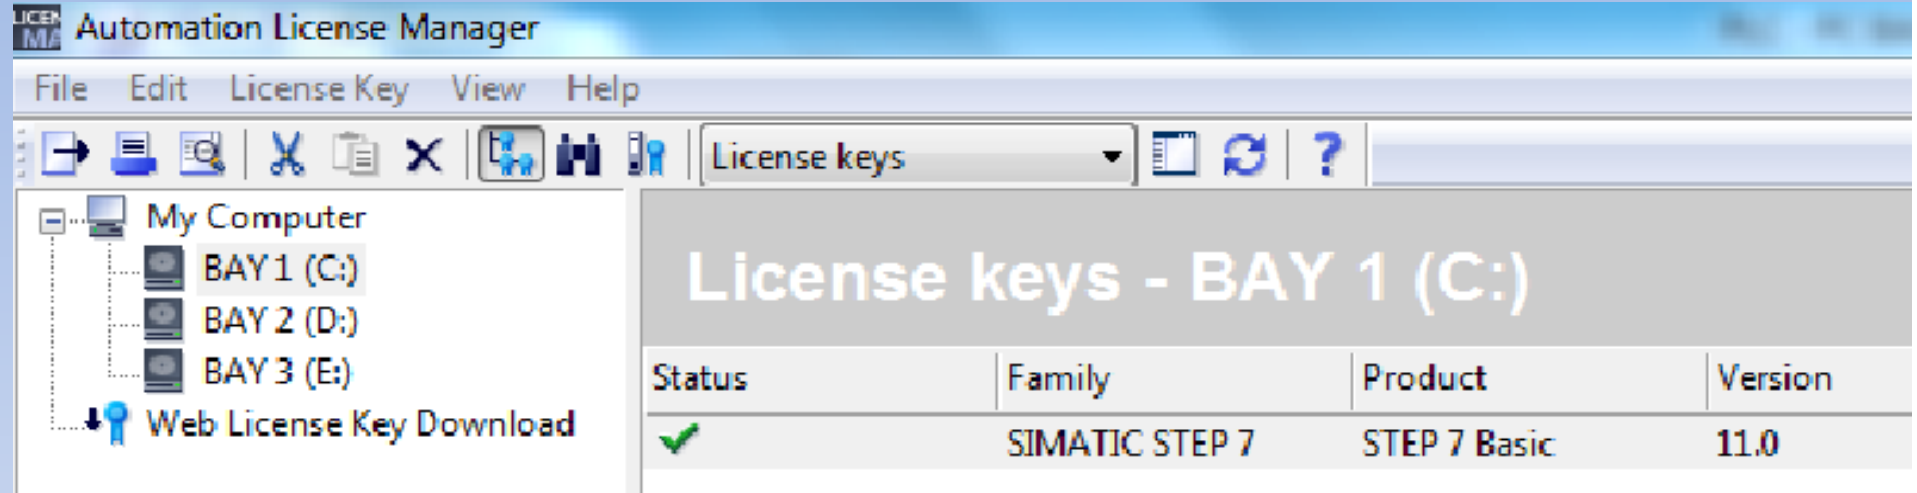 LICEN
MA
Automation License Manager
File Edit License Key View Help
License keys
?
My Computer
BAY 1 (C:)
BAY 2 (D:)
BAY 3 (E:)
Web License Key Download
License keys - BAY 1 (C:)
Status Family Product Version
SIMATIC STEP 7 STEP 7 Basic 11.0